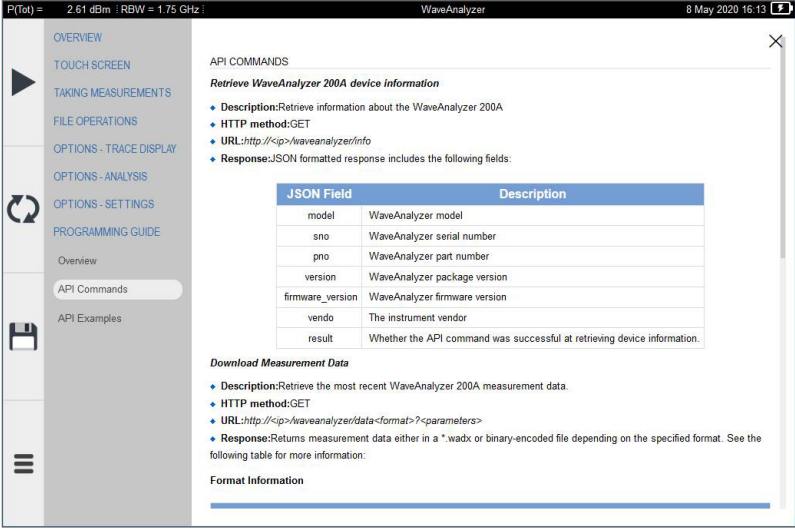 P(Tot) = 2.61 dBm RBW = 1.75 GHz
WaveAnalyzer
8 May 2020 16:13
OVERVIEW
TOUCH SCREEN
TAKING MEASUREMENTS
FILE OPERATIONS
OPTIONS - TRACE DISPLAY
OPTIONS - ANALYSIS
OPTIONS - SETTINGS
PROGRAMMING GUIDE
Overview
API Commands
API Examples
API COMMANDS
Retrieve WaveAnalyzer 200A device information
Description:Retrieve information about the WaveAnalyzer 200A
HTTP method:GET
URL:http://<ip>/waveanalyzer/info
Response:JSON formatted response includes the following fields:
JSON Field Description
model WaveAnalyzer model
sno WaveAnalyzer serial number
pno WaveAnalyzer part number
version WaveAnalyzer package version
firmware_version WaveAnalyzer firmware version
vendo The instrument vendor
result Whether the API command was successful at retrieving device information.
Download Measurement Data
Description:Retrieve the most recent WaveAnalyzer 200A measurement data.
HTTP method:GET
URL:http://<ip>/waveanalyzer/data<format>?<parameters>
Response:Returns measurement data either in a *.wadx or binary-encoded file depending on the specified format. See the
following table for more information:
Format Information